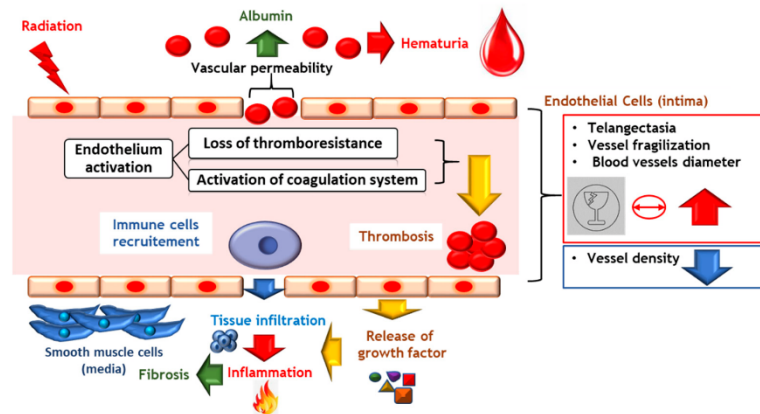 Albumin
Radiation
Hematuria
Vascular permeability
Endothelial Cells (intima)
Endothelium
activation
Loss of thromboresistance
Activation of coagulation system
• Telangectasia
• Vessel fragilization
• Blood vessels diameter
Immune cells
recruitement
Thrombosis
• Vessel density
Smooth muscle cells
(media)
Tissue infiltration
Release of
growth factor
Fibrosis
Inflammation